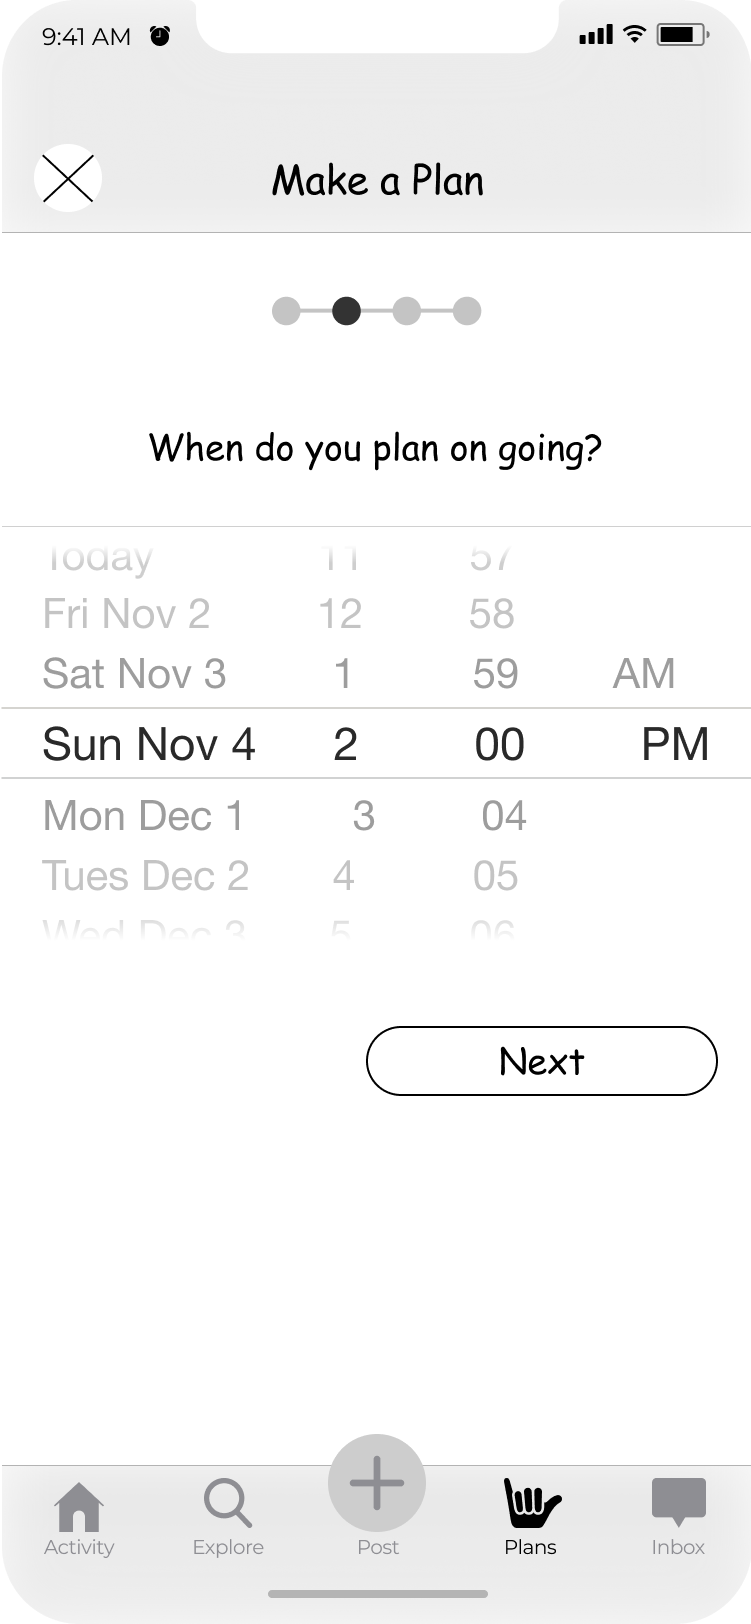 9:41 AM
Make a Plan
When do you plan on going?
Today 11 57
Fri Nov 2 12 58
Sat Nov 3 1 59 AM
Sun Nov 4 2 00 PM
Mon Dec 1 3 04
Tues Dec 2 4 05
Wed Dec 3 5 06
Next
Activity Explore Post Plans Inbox